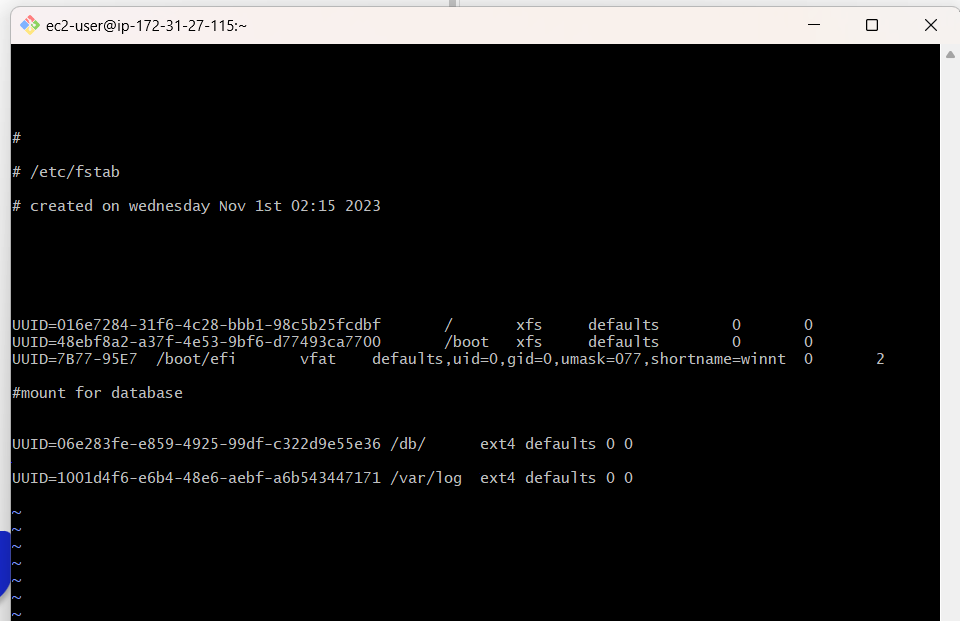 ec2-user@ip-172-31-27-115:~
#
# /etc/fstab
# created on wednesday Nov 1st 02:15 2023
UUID=016e7284-31f6-4c28-bbb1-98c5b25fcdbf / xfs defaults 0 0
UUID=48ebf8a2-a37f-4e53-9bf6-d77493ca7700 /boot xfs defaults 0 0
UUID=7B77-95E7 /boot/efi vfat defaults,uid=0,gid=0,umask=077,shortname=winnt 0 2
#mount for database
UUID=06e283fe-e859-4925-99df-c322d9e55e36 /db/ ext4 defaults 0 0
UUID=1001d4f6-e6b4-48e6-aebf-a6b543447171 /var/log ext4 defaults 0 0
~
~
~
~
~
~
~